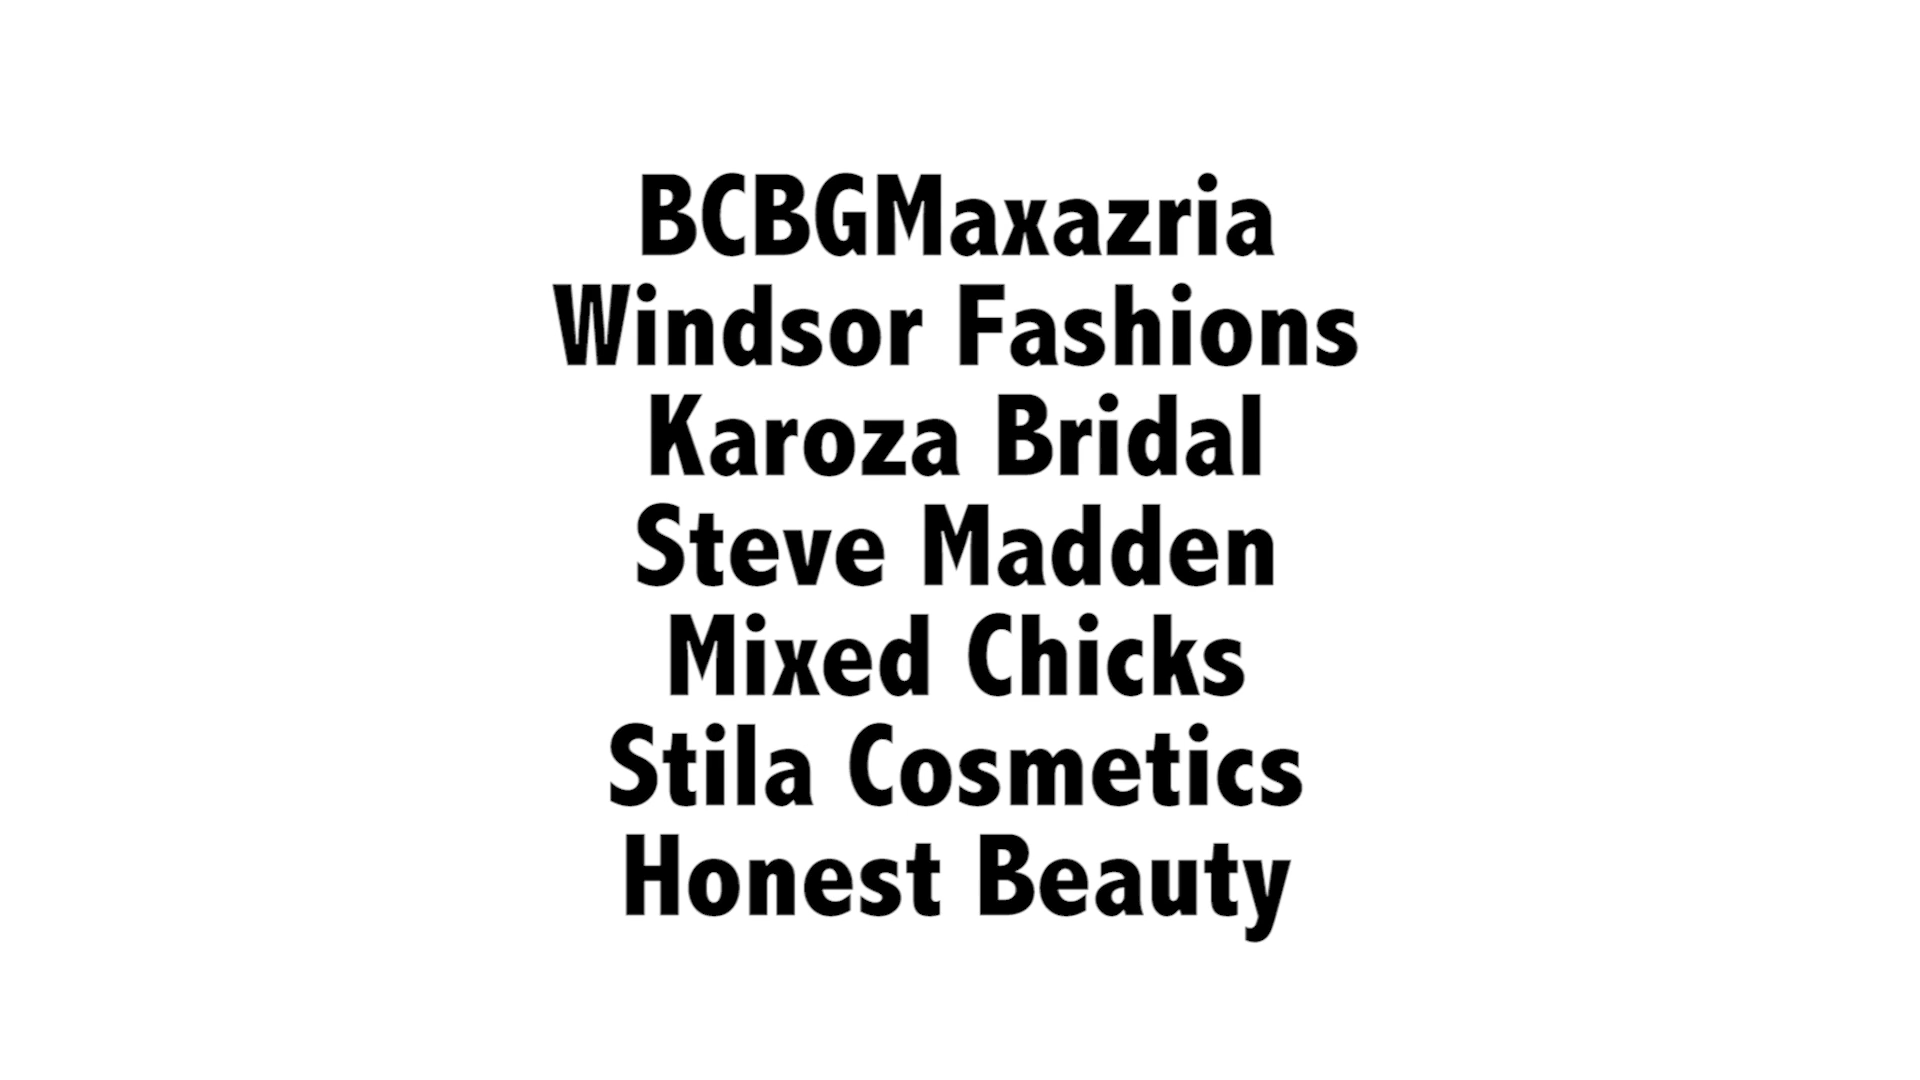 BCBGMaxazria
Windsor Fashions
Karoza Bridal
Steve Madden
Mixed Chicks
Stila Cosmetics
Honest Beauty